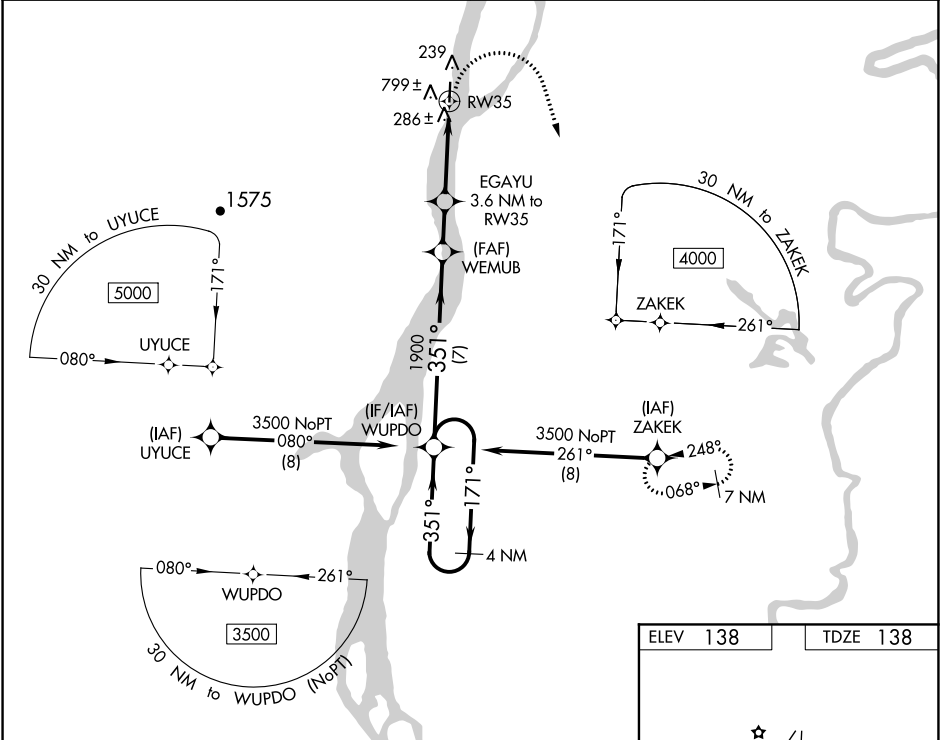 239
799 ±
RW35
286 ±
EGAYU
3.6 NM to
RW35
(FAF)
WEMUB
1575
30 NM to UYUCE
5000
171°
UYUCE
080°
30 NM to ZAKEK
171°
4000
ZAKEK
261°
1900
351°
(7)
(IAF)
UYUCE
3500 NoPT
080°
(8)
(IF/IAF)
WUPDO
3500 NoPT
261°
(8)
(IAF)
ZAKEK
248°
068°
7 NM
351°
171°
4 NM
080°
261°
WUPDO
3500
30 NM to WUPDO (NoPT)
ELEV 138
TDZE 138